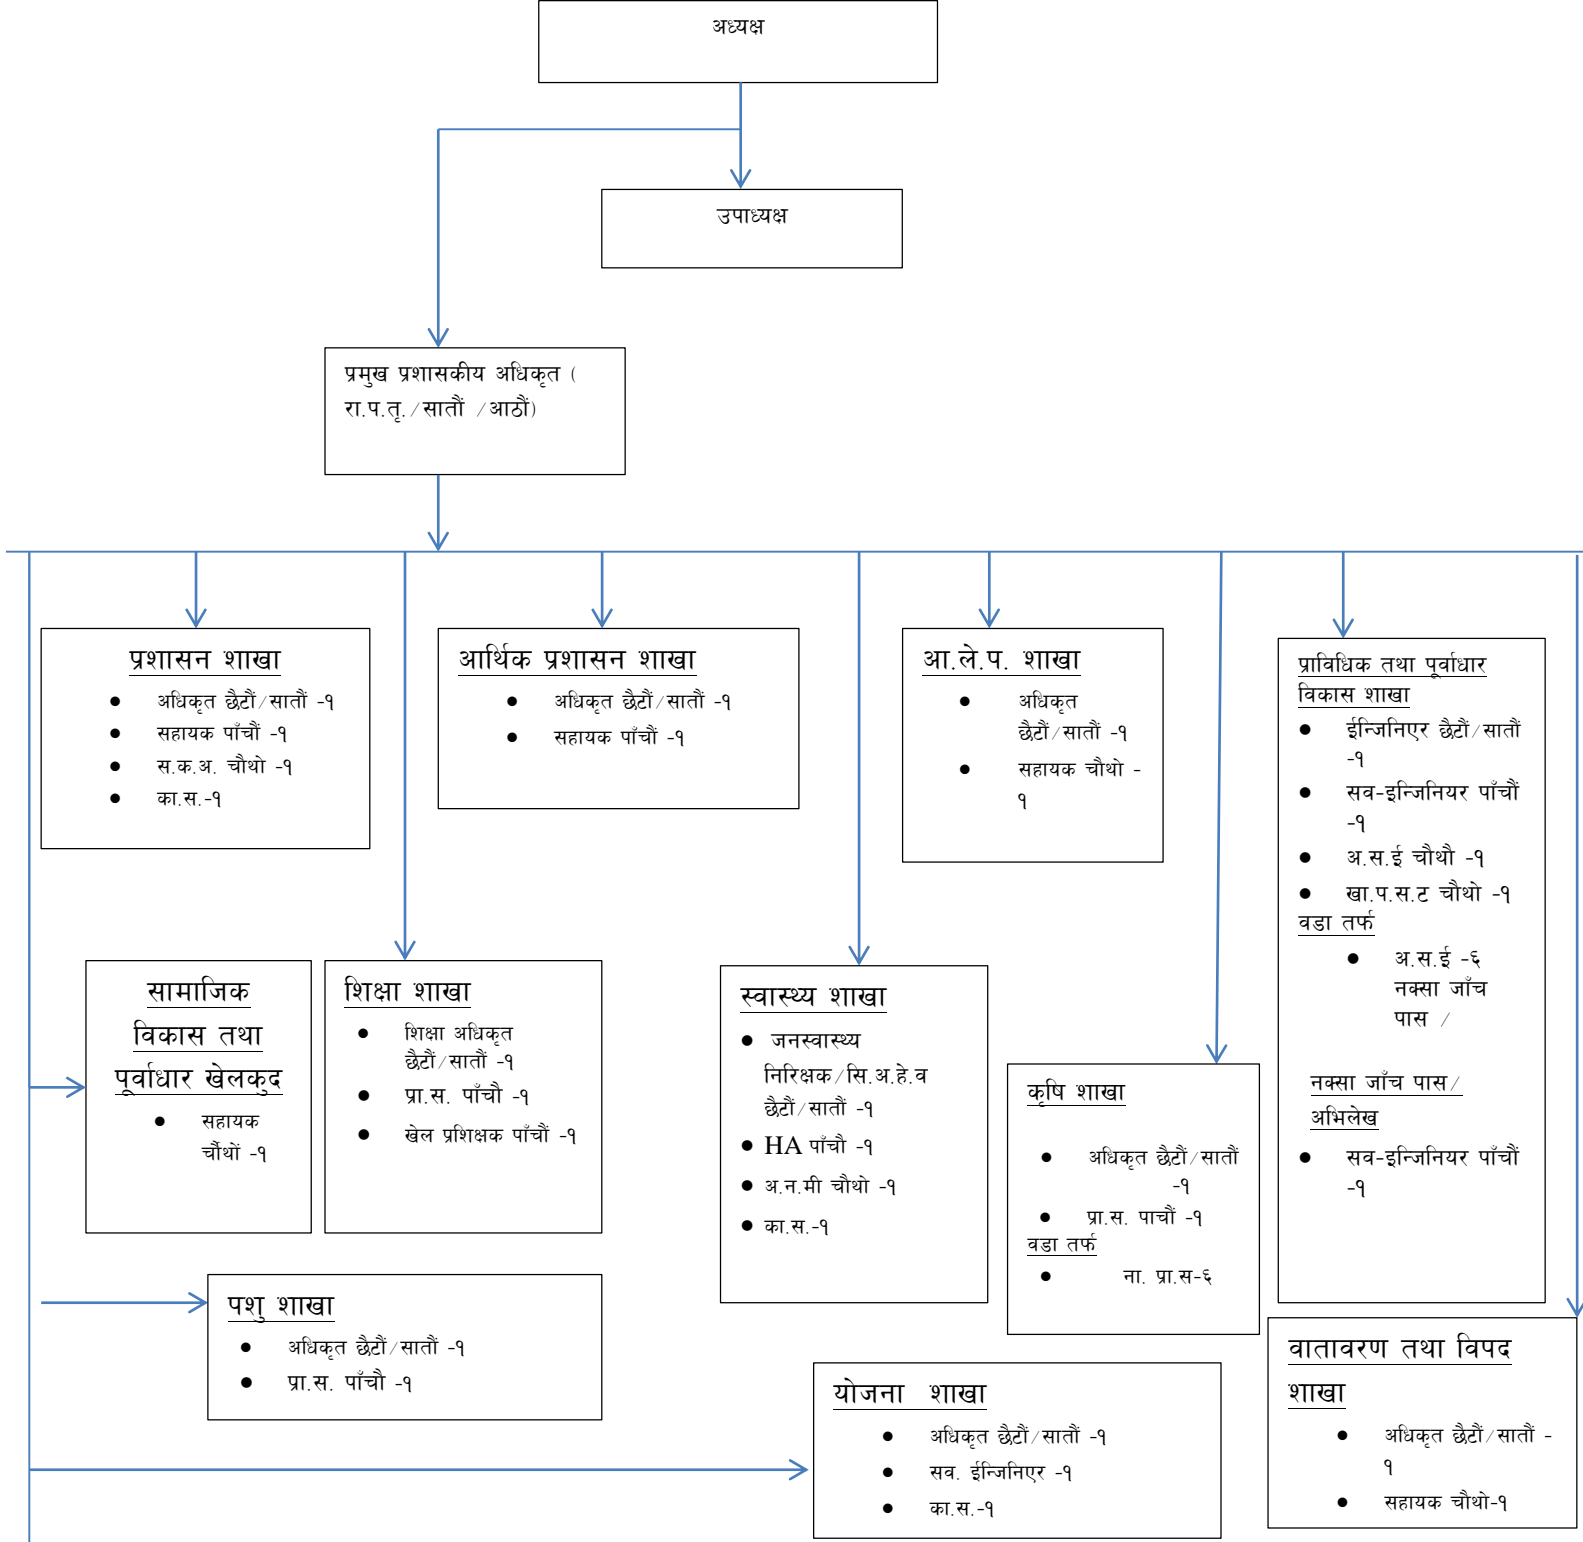 अध्यक्ष
उपाध्यक्ष
प्रमुख प्रशासकीय अधिकृत (
रा.प.तृ./सातौं /आठौं)
प्रशासन शाखा
● अधिकृत छैटौं/सातौं -१
● सहायक पाँचौं -१
● स.क.अ. चौथो -१
● का.स.-१
आर्थिक प्रशासन शाखा
● अधिकृत छैटौं/सातौं -१
● सहायक पाँचौं -१
आ.ले.प. शाखा
● अधिकृत
छैटौं/सातौं -१
● सहायक चौथो -
१
प्राविधिक तथा पूर्वाधार
विकास शाखा
● ईन्जिनिएर छैटौं/सातौं
-१
● सव-इन्जिनियर पाँचौं
-१
● अ.स.ई चौथौ -१
● खा.प.स.ट चौथो -१
वडा तर्फ
● अ.स.ई -६
नक्सा जाँच
पास /
नक्सा जाँच पास/
अभिलेख
● सव-इन्जिनियर पाँचौं
-१
सामाजिक
विकास तथा
पूर्वाधार खेलकुद
● सहायक
चौंथों -१
शिक्षा शाखा
● शिक्षा अधिकृत
छैटौं/सातौं -१
● प्रा.स. पाँचौ -१
● खेल प्रशिक्षक पाँचौं -१
स्वास्थ्य शाखा
● जनस्वास्थ्य
निरिक्षक/सि.अ.हे.व
छैटौं/सातौं -१
● HA पाँचौ -१
● अ.न.मी चौथो -१
● का.स.-१
कृषि शाखा
● अधिकृत छैटौं/सातौं
-१
● प्रा.स. पाचौं -१
वडा तर्फ
● ना. प्रा.स-६
पशु शाखा
● अधिकृत छैटौं/सातौं -१
● प्रा.स. पाँचौ -१
योजना शाखा
● अधिकृत छैटौं/सातौं -१
● सव. ईन्जिनिएर -१
● का.स.-१
वातावरण तथा विपद
शाखा
● अधिकृत छैटौं/सातौं -
१
● सहायक चौथो-१